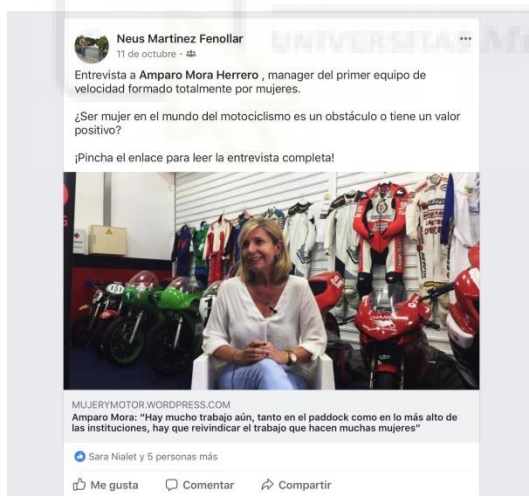 UNIVERSITAS Mi
Neus Martinez Fenollar
11 de octubre ·
Entrevista a Amparo Mora Herrero , manager del primer equipo de
velocidad formado totalmente por mujeres.
¿Ser mujer en el mundo del motociclismo es un obstáculo o tiene un valor
positivo?
¡Pincha el enlace para leer la entrevista completa!
MUJERYMOTOR.WORDPRESS.COM
Amparo Mora: "Hay mucho trabajo aún, tanto en el paddock como en lo más alto de
las instituciones, hay que reivindicar el trabajo que hacen muchas mujeres"
Sara Nialet y 5 personas más
Me gusta
Comentar
Compartir